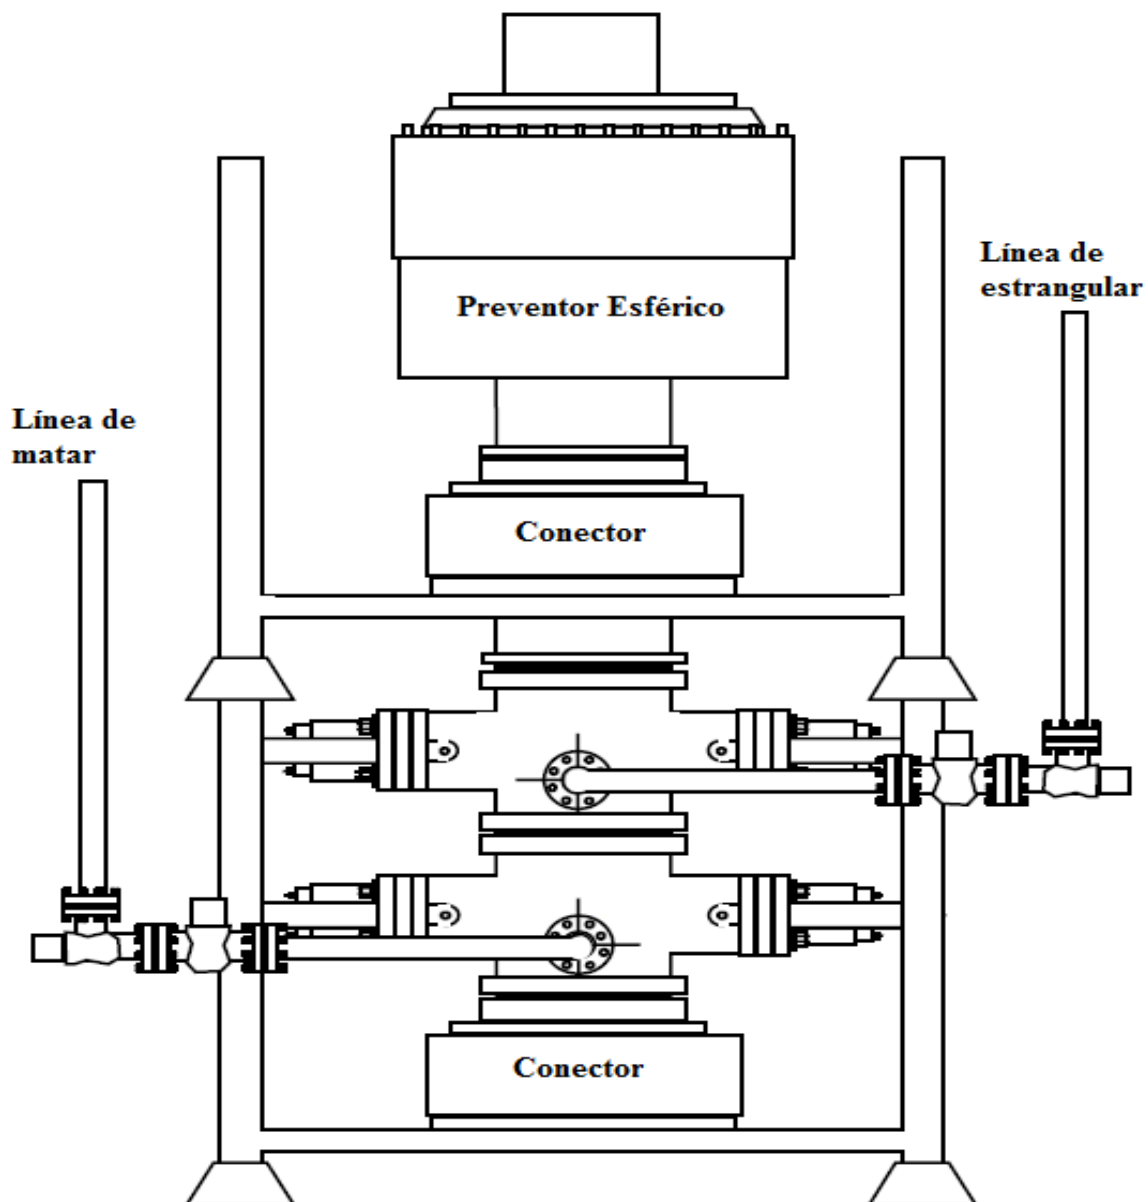 Línea de
estrangular
Preventor Esférico
Línea de
matar
Conector
Conector